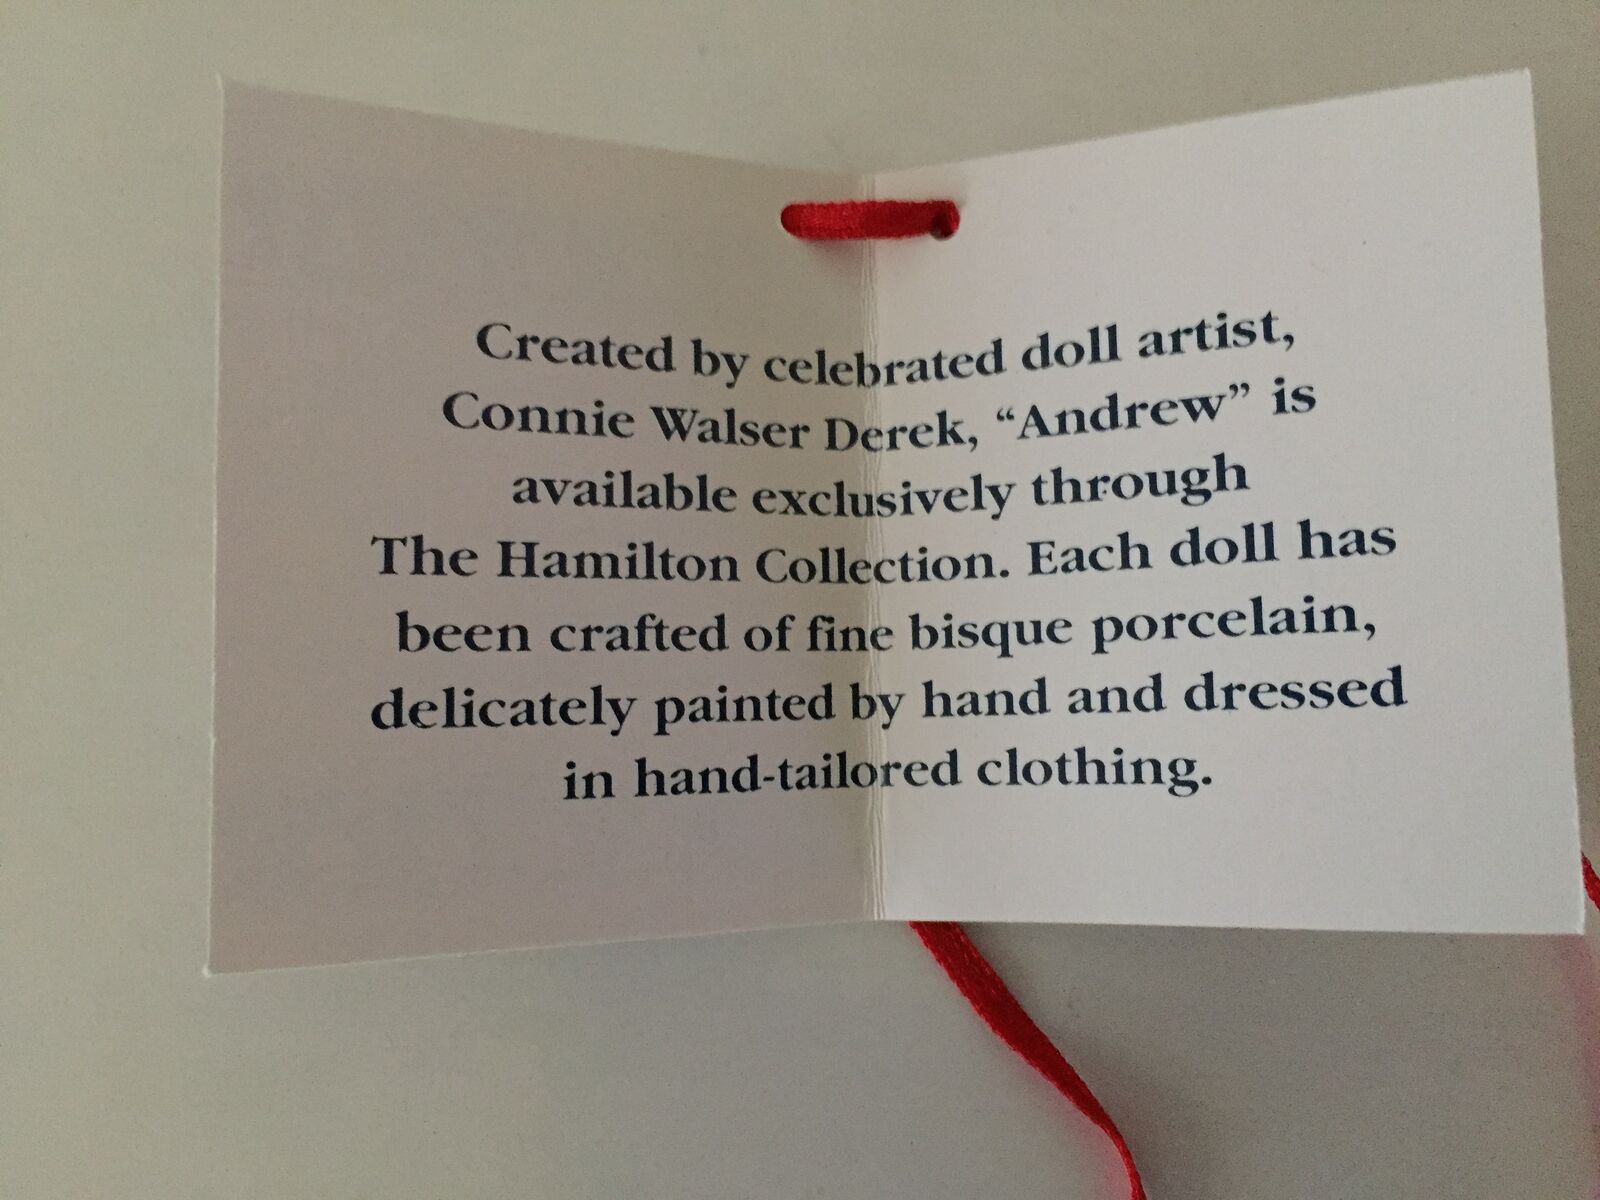 Created by celebrated doll artist,
Connie Walser Derek, “Andrew” is
available exclusively through
The Hamilton Collection. Each doll has
been crafted of fine bisque porcelain,
delicately painted by hand and dressed
in hand-tailored clothing.